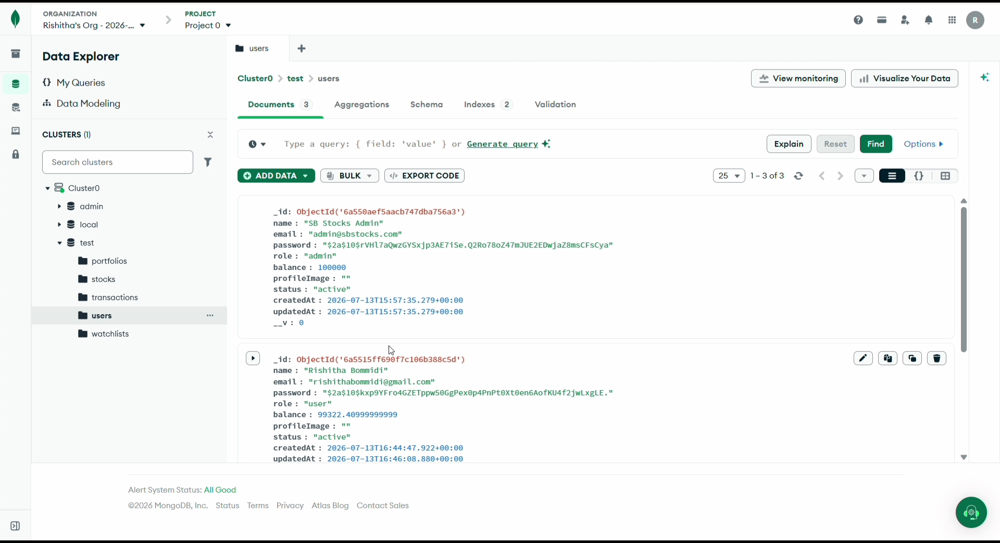 ORGANIZATION
Rishitha's Org - 2026-...
PROJECT
Project 0
R
Data Explorer
{} My Queries
Data Modeling
CLUSTERS (1)
Search clusters
Cluster0
admin
local
test
portfolios
stocks
transactions
users
watchlists
users
Cluster0 > test > users
View monitoring
Visualize Your Data
Documents 3
Aggregations
Schema
Indexes 2
Validation
Type a query: { field: 'value' } or Generate query
Explain
Reset
Find
Options
ADD DATA
BULK
</> EXPORT CODE
25
1 – 3 of 3
{}
_id: ObjectId('6a550aef5aacb747dba756a3')
name : "SB Stocks Admin"
email : "admin@sbstocks.com"
password : "$2a$10$rVHl7aQwzGYSxjp3AE7iSe.Q2Ro78oZ47mJUE2EDwjaZ8msCFsCya"
role : "admin"
balance : 100000
profileImage : ""
status : "active"
createdAt : 2026-07-13T15:57:35.279+00:00
updatedAt : 2026-07-13T15:57:35.279+00:00
__v : 0
_id: ObjectId('6a5515ff690f7c106b388c5d')
name : "Rishitha Bommidi"
email : "rishithabommidi@gmail.com"
password : "$2a$10$kxp9YFro4GZETppw50GgPex0p4PnPt0Xt0en6AofKU4f2jwLxgLE."
role : "user"
balance : 99322.40999999999
profileImage : ""
status : "active"
createdAt : 2026-07-13T16:44:47.922+00:00
updatedAt : 2026-07-13T16:46:08.880+00:00
Alert System Status: All Good
©2026 MongoDB, Inc. Status Terms Privacy Atlas Blog Contact Sales